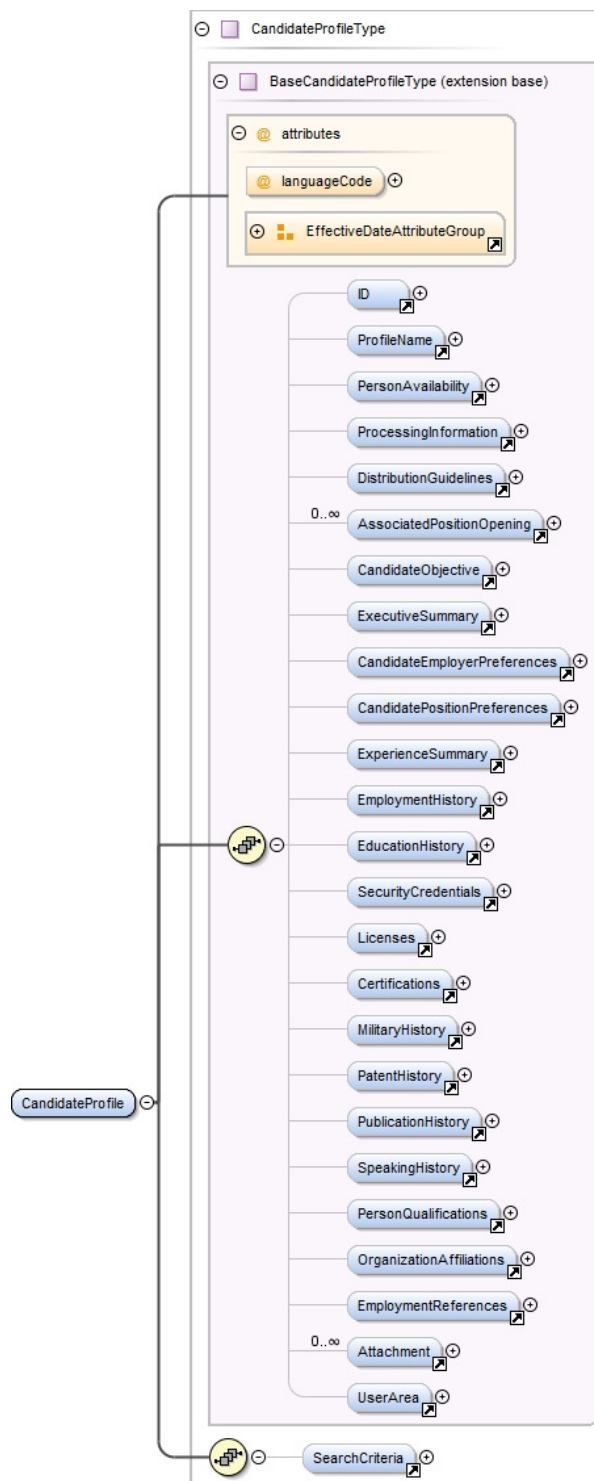 CandidateProfileType
BaseCandidateProfileType (extension base)
@ attributes
@ languageCode
EffectiveDateAttributeGroup
ID
ProfileName
PersonAvailability
ProcessingInformation
DistributionGuidelines
0..∞
AssociatedPositionOpening
CandidateObjective
ExecutiveSummary
CandidateEmployerPreferences
CandidatePositionPreferences
ExperienceSummary
EmploymentHistory
EducationHistory
SecurityCredentials
Licenses
Certifications
MilitaryHistory
PatentHistory
CandidateProfile
PublicationHistory
SpeakingHistory
PersonQualifications
OrganizationAffiliations
EmploymentReferences
0..∞
Attachment
UserArea
SearchCriteria